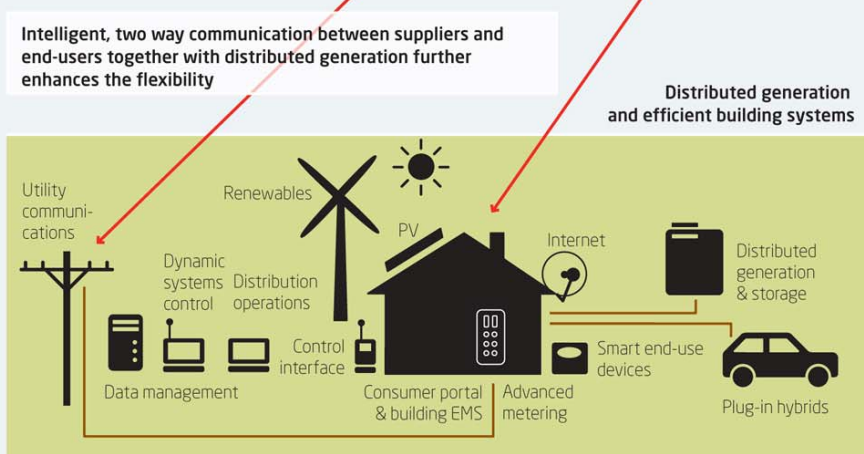 Intelligent, two way communication between suppliers and
end-users together with distributed generation further
enhances the flexibility
Distributed generation
and efficient building systems
Utility
communi-
cations
Renewables
PV
Internet
Dynamic
systems
control
Distribution
operations
Distributed
generation
& storage
Control
interface
Smart end-use
devices
Data management
Consumer portal
& building EMS
Advanced
metering
Plug-in hybrids